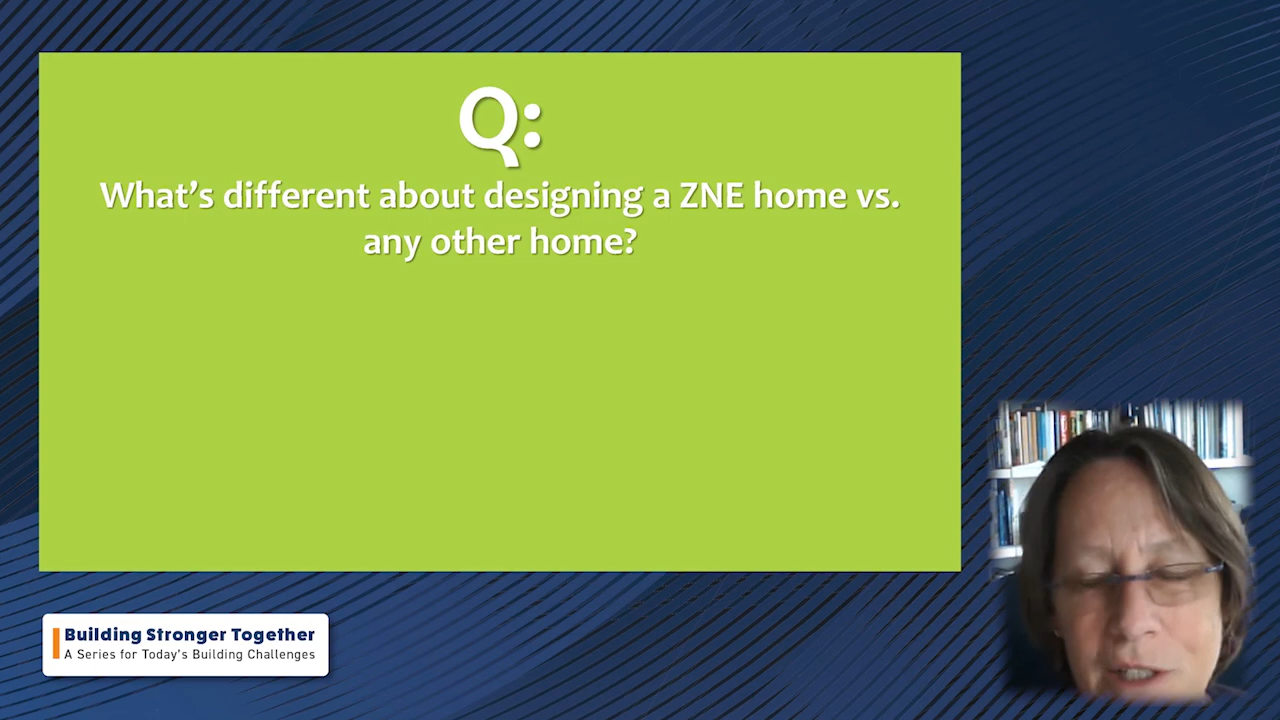 Q:
What's different about designing a ZNE home vs.
any other home?
Building Stronger Together
A Series for Today's Building Challenges